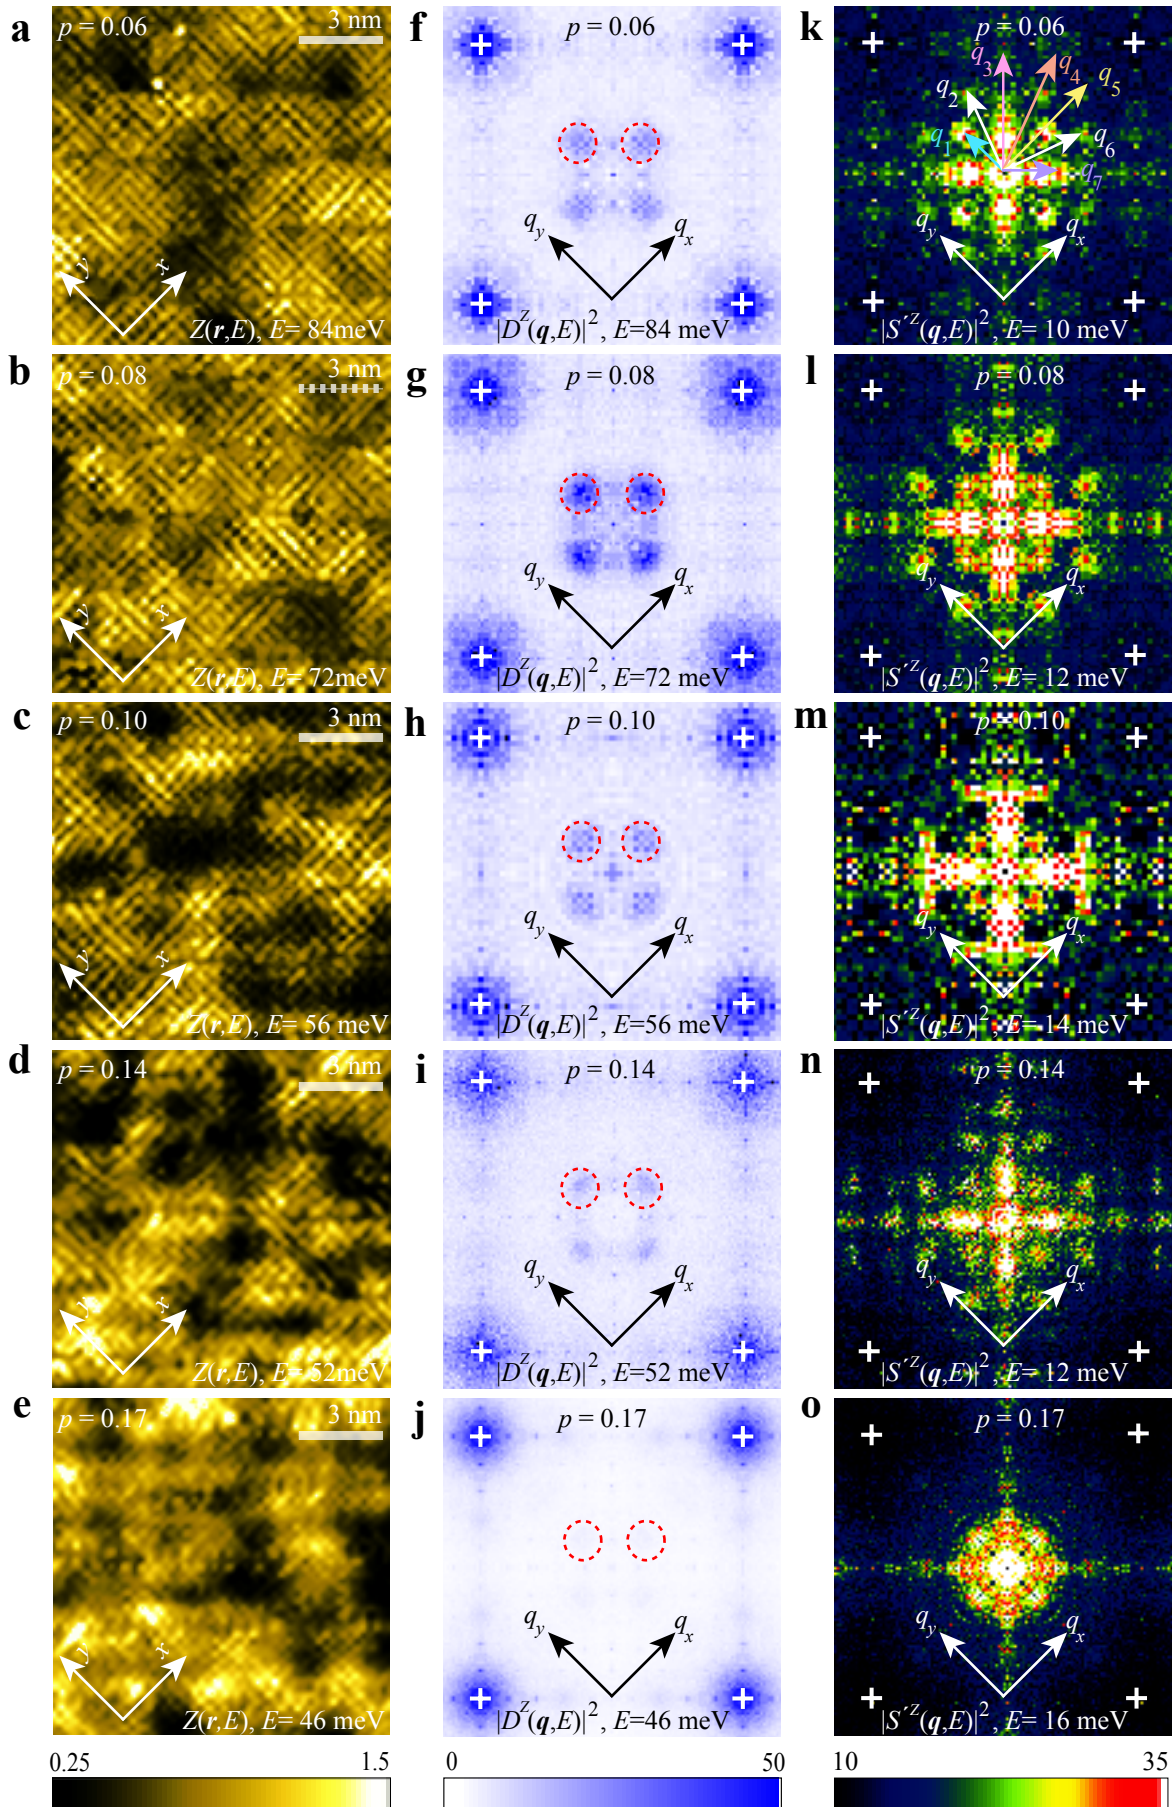 a
p = 0.06
3 nm
y
x
Z(r,E), E= 84meV
f
p = 0.06
q_y
q_x
|D^Z(q,E)|^2, E=84 meV
k
p = 0.06
q_3
q_4
q_5
q_2
q_1
q_6
q_7
q_y
q_x
|S′^Z(q,E)|^2, E= 10 meV
b
p = 0.08
3 nm
y
x
Z(r,E), E= 72meV
g
p = 0.08
q_y
q_x
|D^Z(q,E)|^2, E=72 meV
l
p = 0.08
q_y
q_x
|S′^Z(q,E)|^2, E= 12 meV
c
p = 0.10
3 nm
y
x
Z(r,E), E= 56 meV
h
p = 0.10
q_y
q_x
|D^Z(q,E)|^2, E=56 meV
m
p = 0.10
q_y
q_x
|S′^Z(q,E)|^2, E= 14 meV
d
p = 0.14
3 nm
y
x
Z(r,E), E= 52meV
i
p = 0.14
q_y
q_x
|D^Z(q,E)|^2, E=52 meV
n
p = 0.14
q_y
q_x
|S′^Z(q,E)|^2, E= 12 meV
e
p = 0.17
3 nm
y
x
Z(r,E), E= 46 meV
j
p = 0.17
q_y
q_x
|D^Z(q,E)|^2, E=46 meV
o
p = 0.17
q_y
q_x
|S′^Z(q,E)|^2, E= 16 meV
0.25 1.5
0 50
10 35